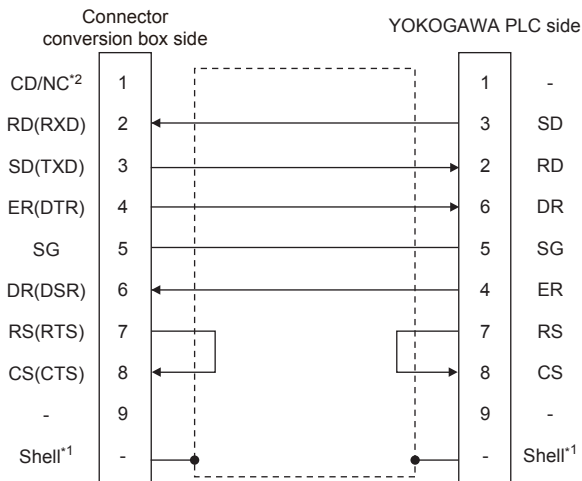 Connector
conversion box side
YOKOGAWA PLC side
CD/NC*2 1 1 -
RD(RXD) 2 3 SD
SD(TXD) 3 2 RD
ER(DTR) 4 6 DR
SG 5 5 SG
DR(DSR) 6 4 ER
RS(RTS) 7 7 RS
CS(CTS) 8 8 CS
- 9 9 -
Shell*1 - - Shell*1